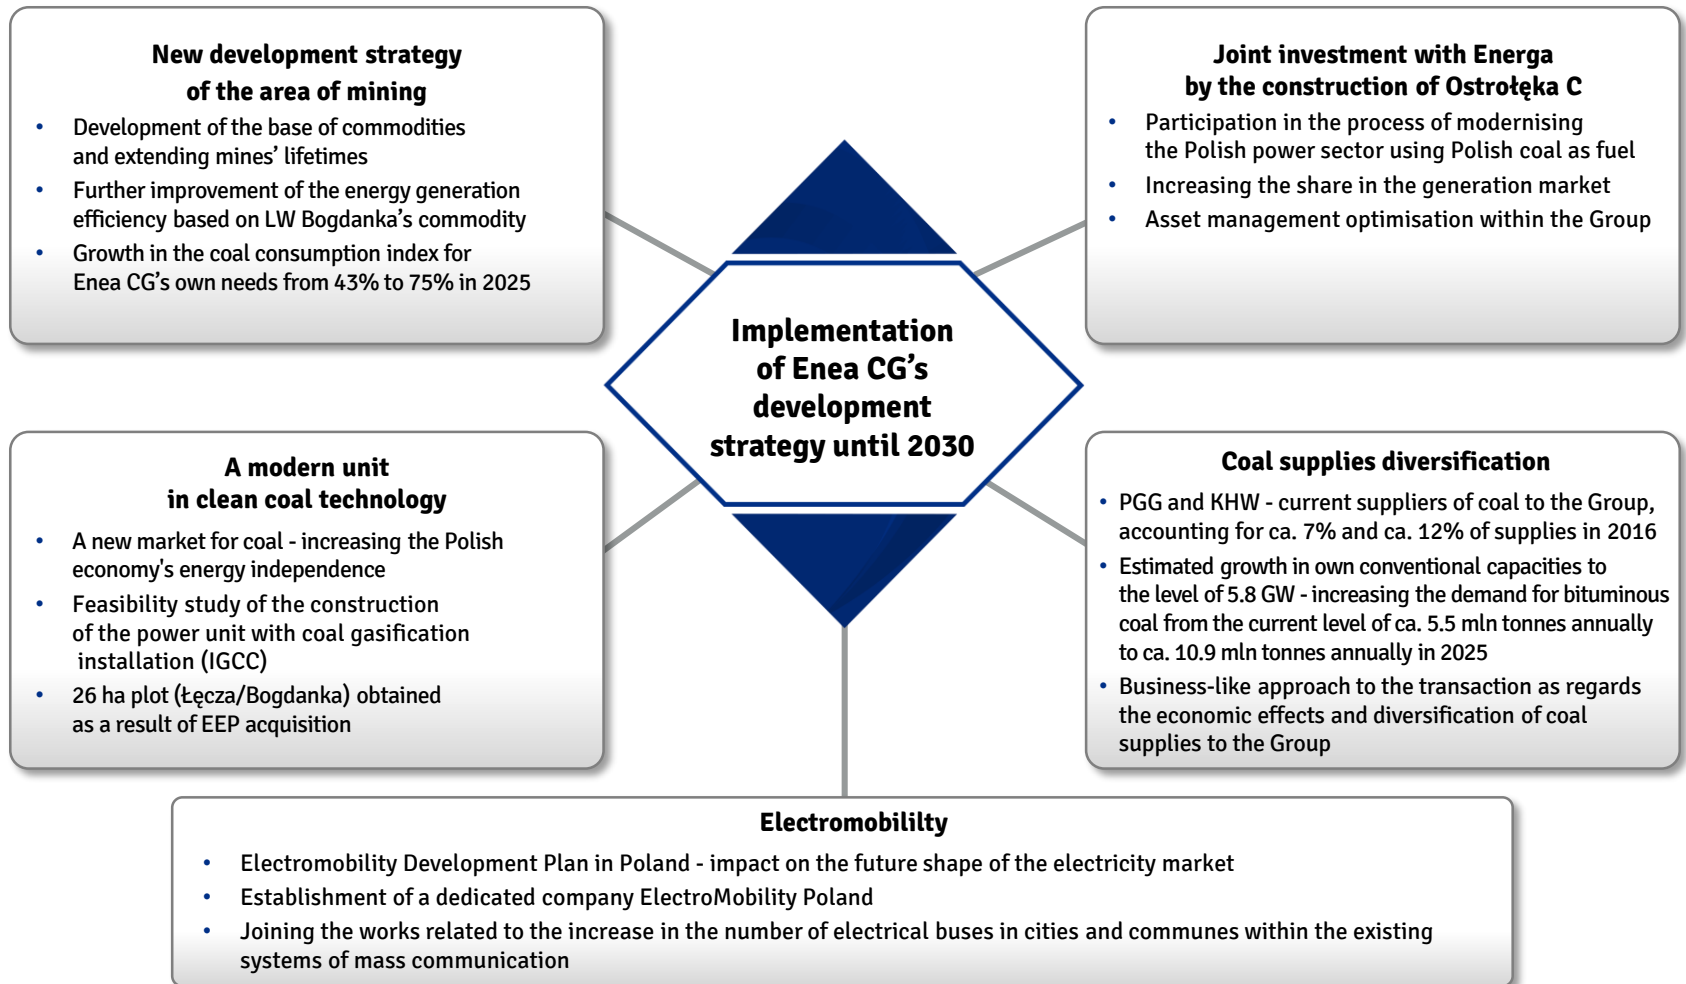 New development strategy
of the area of mining
• Development of the base of commodities
and extending mines' lifetimes
• Further improvement of the energy generation
efficiency based on LW Bogdanka's commodity
• Growth in the coal consumption index for
Enea CG's own needs from 43% to 75% in 2025
Joint investment with Energa
by the construction of Ostrołęka C
• Participation in the process of modernising
the Polish power sector using Polish coal as fuel
• Increasing the share in the generation market
• Asset management optimisation within the Group
Implementation
of Enea CG's
development
strategy until 2030
A modern unit
in clean coal technology
• A new market for coal - increasing the Polish
economy's energy independence
• Feasibility study of the construction
of the power unit with coal gasification
installation (IGCC)
• 26 ha plot (Łęcza/Bogdanka) obtained
as a result of EEP acquisition
Coal supplies diversification
• PGG and KHW - current suppliers of coal to the Group,
accounting for ca. 7% and ca. 12% of supplies in 2016
• Estimated growth in own conventional capacities to
the level of 5.8 GW - increasing the demand for bituminous
coal from the current level of ca. 5.5 mln tonnes annually
to ca. 10.9 mln tonnes annually in 2025
• Business-like approach to the transaction as regards
the economic effects and diversification of coal
supplies to the Group
Electromobililty
• Electromobility Development Plan in Poland - impact on the future shape of the electricity market
• Establishment of a dedicated company ElectroMobility Poland
• Joining the works related to the increase in the number of electrical buses in cities and communes within the existing
systems of mass communication